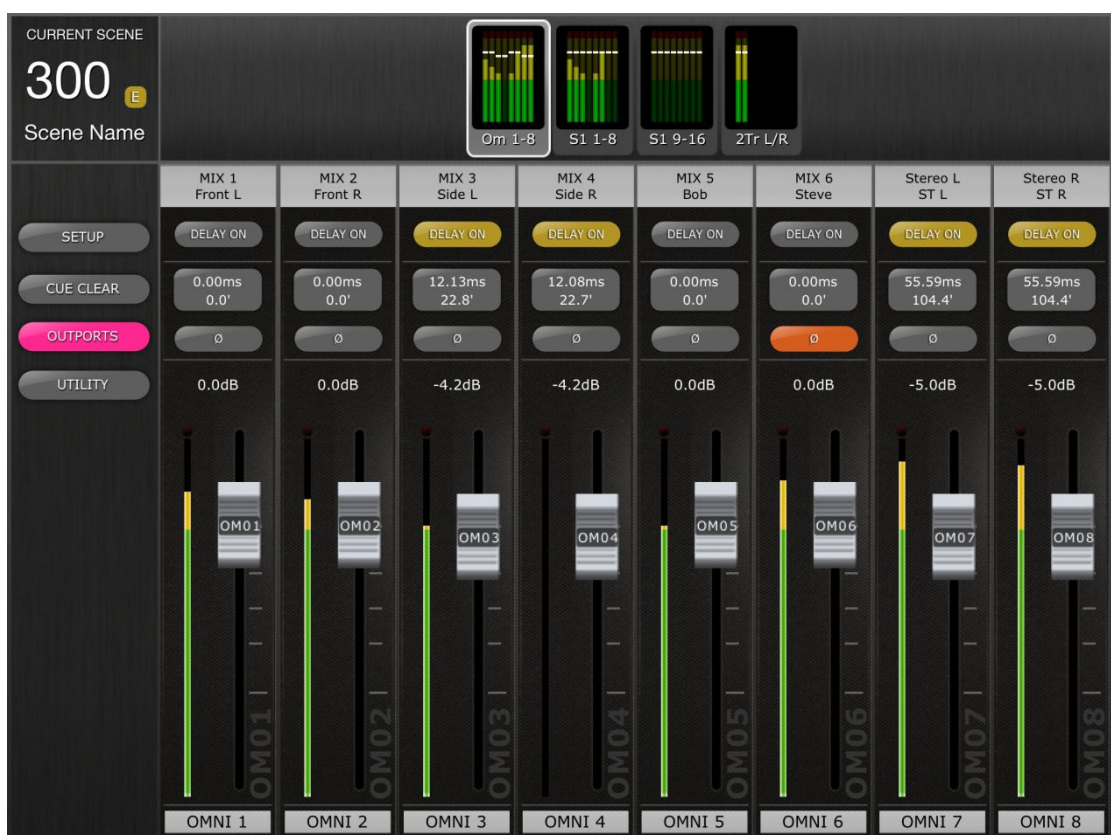 CURRENT SCENE
300 E
Scene Name
Om 1-8 S1 1-8 S1 9-16 2Tr L/R
MIX 1 MIX 2 MIX 3 MIX 4 MIX 5 MIX 6 Stereo L Stereo R
Front L Front R Side L Side R Bob Steve ST L ST R
SETUP DELAY ON DELAY ON DELAY ON DELAY ON DELAY ON DELAY ON DELAY ON DELAY ON
CUE CLEAR 0.00ms 0.00ms 12.13ms 12.08ms 0.00ms 0.00ms 55.59ms 55.59ms
0.0' 0.0' 22.8' 22.7' 0.0' 0.0' 104.4' 104.4'
OUTPORTS Ø Ø Ø Ø Ø Ø Ø Ø
UTILITY 0.0dB 0.0dB -4.2dB -4.2dB 0.0dB 0.0dB -5.0dB -5.0dB
OM01 OM02 OM03 OM04 OM05 OM06 OM07 OM08
OM01 OM02 OM03 OM04 OM05 OM06 OM07 OM08
OMNI 1 OMNI 2 OMNI 3 OMNI 4 OMNI 5 OMNI 6 OMNI 7 OMNI 8